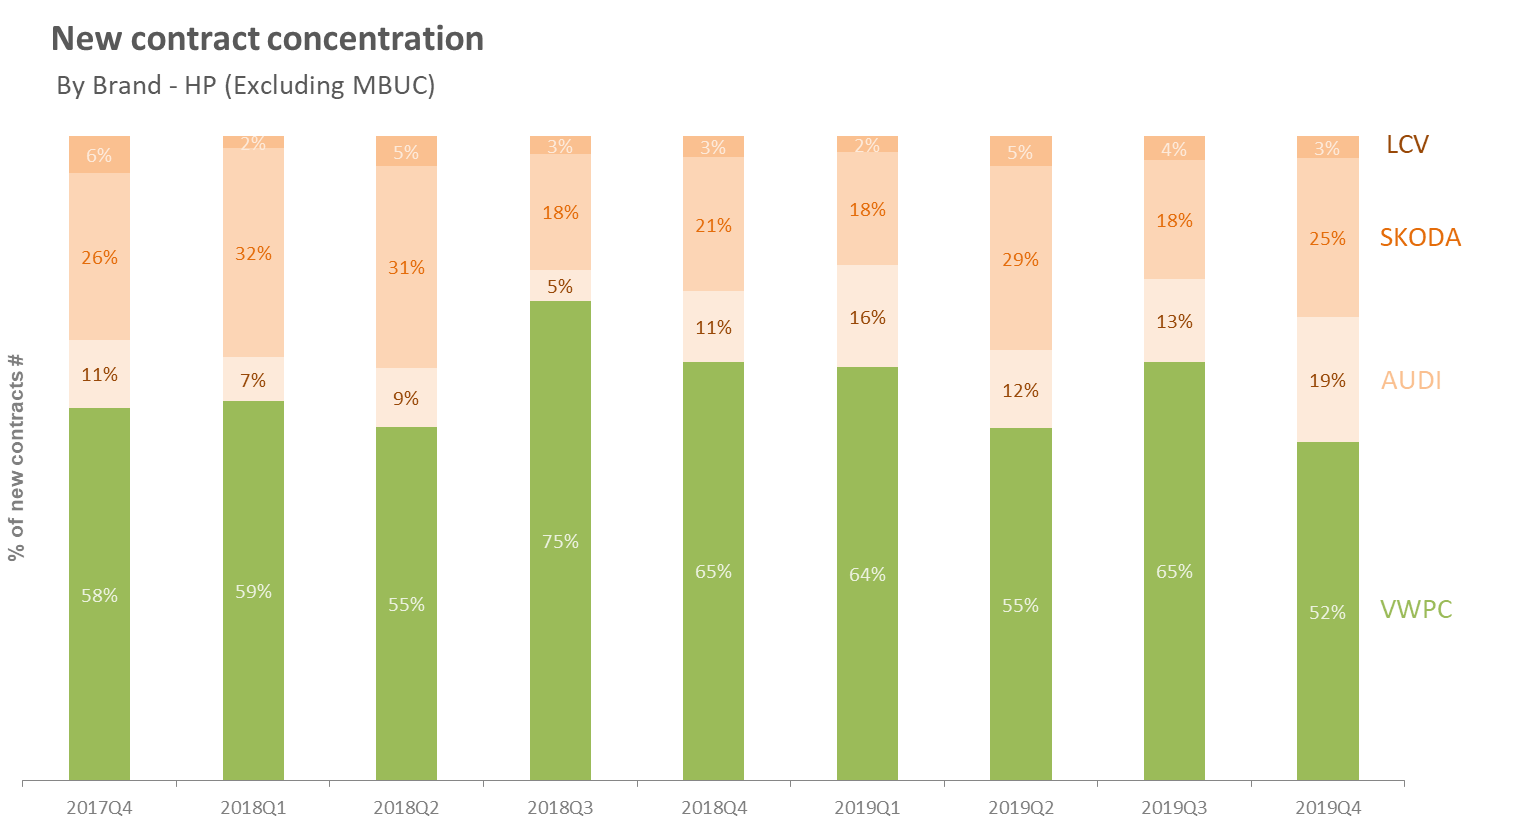 New contract concentration
By Brand - HP (Excluding MBUC)
% of new contracts #
6% 2% 5% 3% 3% 2% 5% 4% 3% LCV
26% 32% 31% 18% 21% 18% 29% 18% 25% SKODA
11% 7% 9% 5% 11% 16% 12% 13% 19% AUDI
58% 59% 55% 75% 65% 64% 55% 65% 52% VWPC
2017Q4 2018Q1 2018Q2 2018Q3 2018Q4 2019Q1 2019Q2 2019Q3 2019Q4